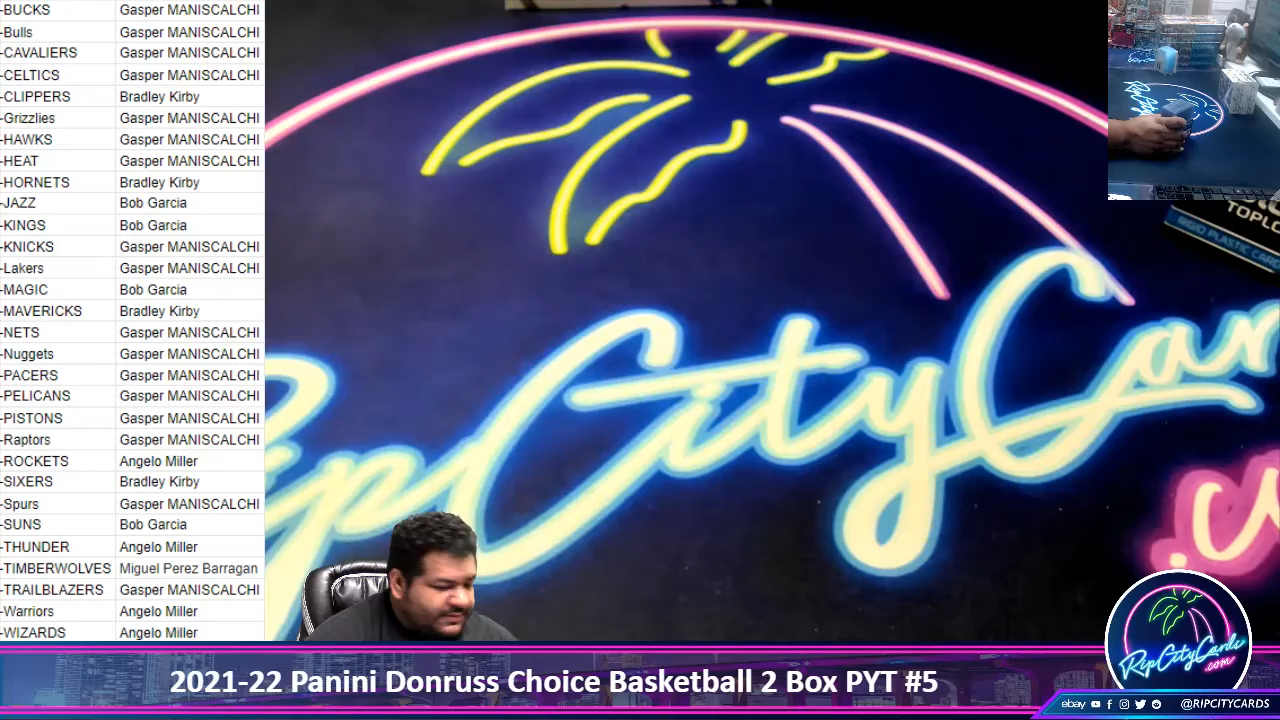 -BUCKS Gasper MANISCALCHI
-Bulls Gasper MANISCALCHI
-CAVALIERS Gasper MANISCALCHI
-CELTICS Gasper MANISCALCHI
-CLIPPERS Bradley Kirby
-Grizzlies Gasper MANISCALCHI
-HAWKS Gasper MANISCALCHI
-HEAT Gasper MANISCALCHI
-HORNETS Bradley Kirby
-JAZZ Bob Garcia
-KINGS Bob Garcia
-KNICKS Gasper MANISCALCHI
-Lakers Gasper MANISCALCHI
-MAGIC Bob Garcia
-MAVERICKS Bradley Kirby
-NETS Gasper MANISCALCHI
-Nuggets Gasper MANISCALCHI
-PACERS Gasper MANISCALCHI
-PELICANS Gasper MANISCALCHI
-PISTONS Gasper MANISCALCHI
-Raptors Gasper MANISCALCHI
-ROCKETS Angelo Miller
-SIXERS Bradley Kirby
-Spurs Gasper MANISCALCHI
-SUNS Bob Garcia
-THUNDER Angelo Miller
-TIMBERWOLVES Miguel Perez Barragan
-TRAILBLAZERS Gasper MANISCALCHI
-Warriors Angelo Miller
-WIZARDS Angelo Miller
TOPLO
PLASTIC CARD
RipCityCar
.c
RipCityCards
.com
2021-22 Panini Donruss Choice Basketball 2 Box PYT #5
ebay @RIPCITYCARDS